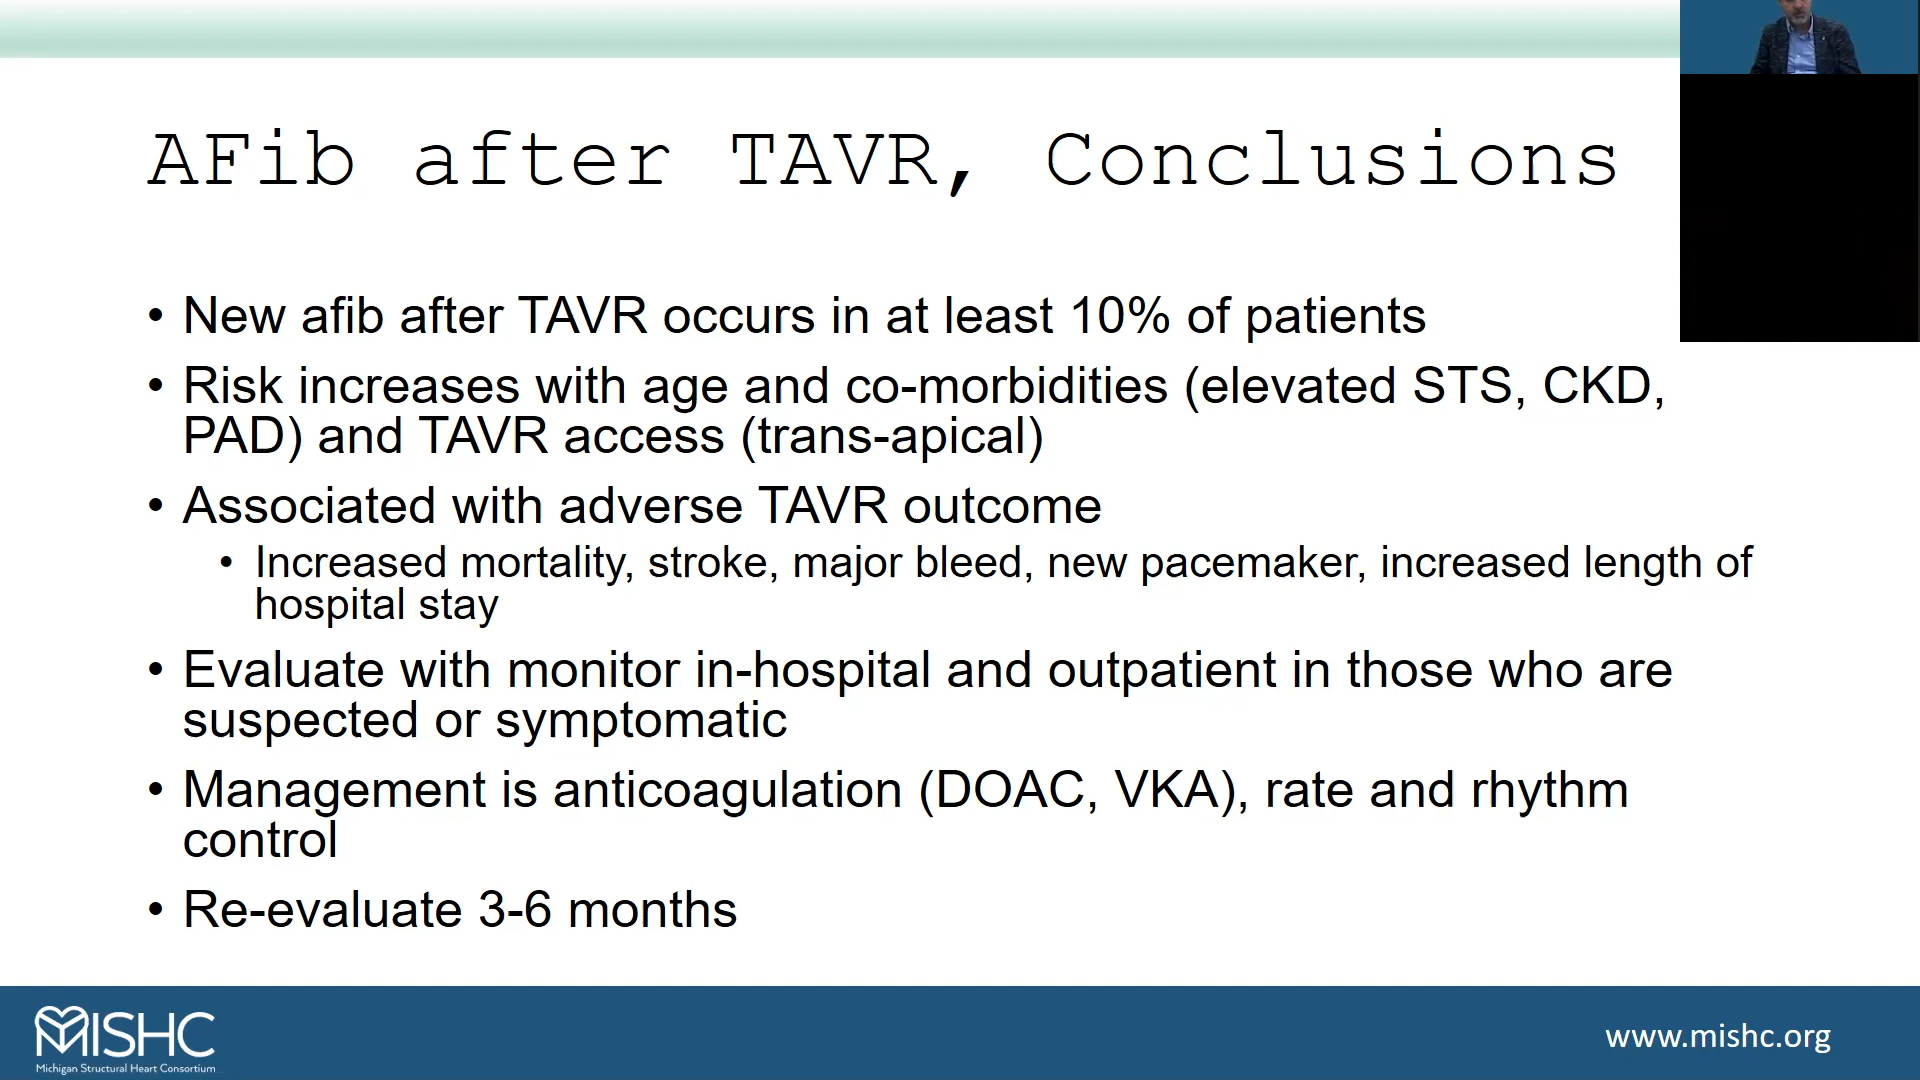 AFib after TAVR, Conclusions
• New afib after TAVR occurs in at least 10% of patients
• Risk increases with age and co-morbidities (elevated STS, CKD,
PAD) and TAVR access (trans-apical)
• Associated with adverse TAVR outcome
• Increased mortality, stroke, major bleed, new pacemaker, increased length of
hospital stay
• Evaluate with monitor in-hospital and outpatient in those who are
suspected or symptomatic
• Management is anticoagulation (DOAC, VKA), rate and rhythm
control
• Re-evaluate 3-6 months
MISHC
Michigan Structural Heart Consortium
www.mishc.org